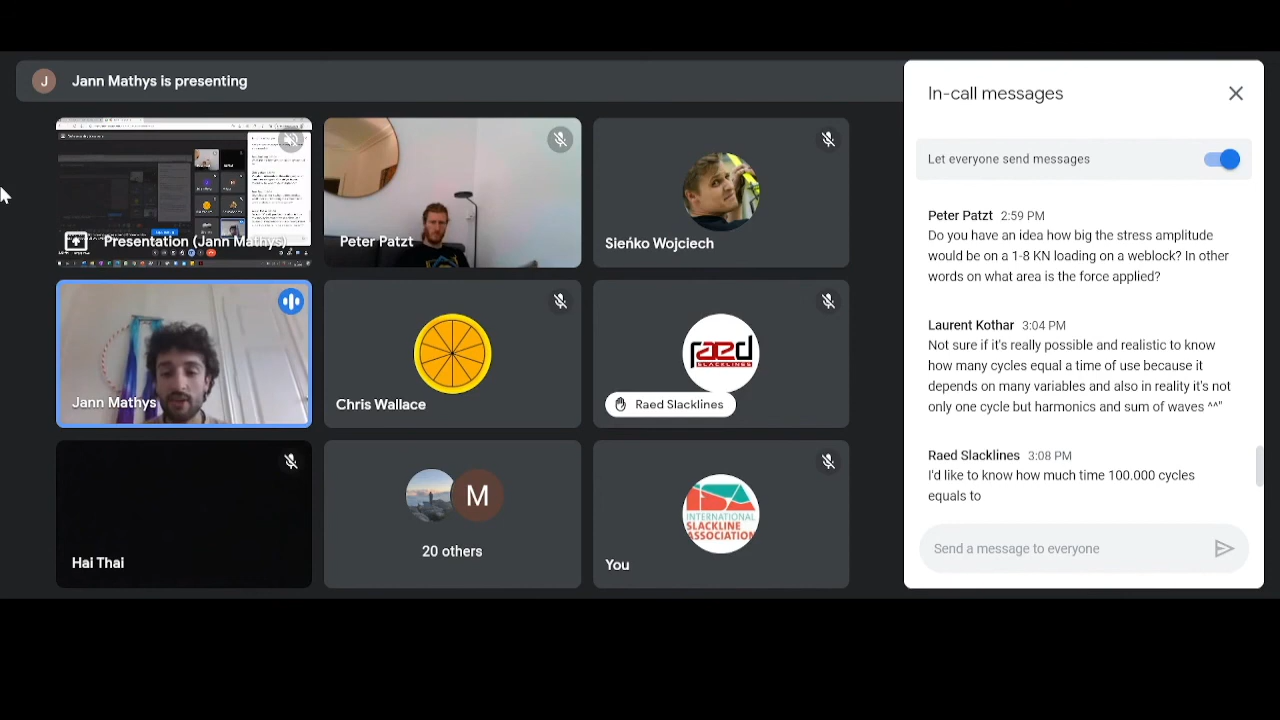 J
Jann Mathys is presenting
Presentation (Jann Mathys)
Peter Patzt
Sieńko Wojciech
Jann Mathys
Chris Wallace
raed
SLACKLINES
Raed Slacklines
Hai Thai
M
20 others
INTERNATIONAL
SLACKLINE
ASSOCIATION
You
In-call messages
Let everyone send messages
Peter Patzt 2:59 PM
Do you have an idea how big the stress amplitude
would be on a 1-8 KN loading on a weblock? In other
words on what area is the force applied?
Laurent Kothar 3:04 PM
Not sure if it's really possible and realistic to know
how many cycles equal a time of use because it
depends on many variables and also in reality it's not
only one cycle but harmonics and sum of waves ^^"
Raed Slacklines 3:08 PM
I'd like to know how much time 100.000 cycles
equals to
Send a message to everyone